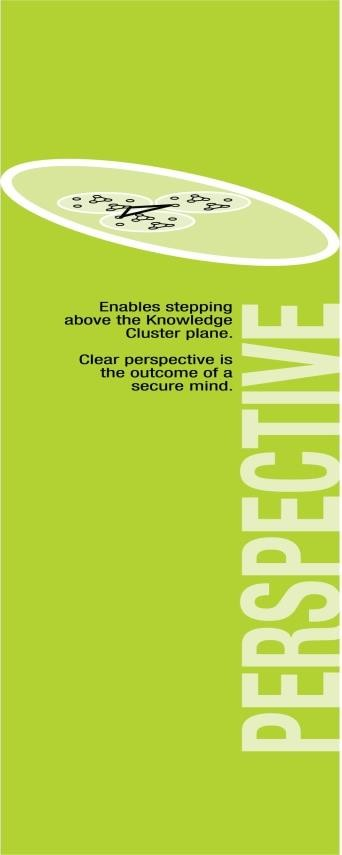 Enables stepping
above the Knowledge
Cluster plane.
Clear perspective is
the outcome of a
secure mind.
PERSPECTIVE